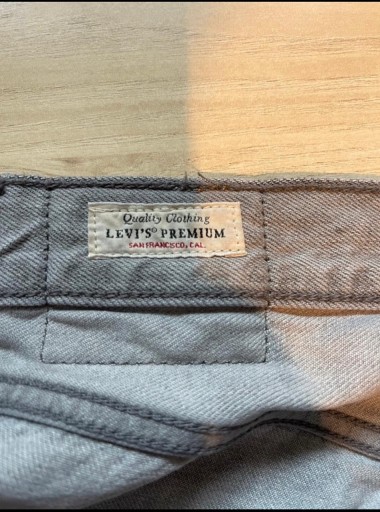 Quality Clothing
LEVI'S® PREMIUM
SAN FRANCISCO, CAL.